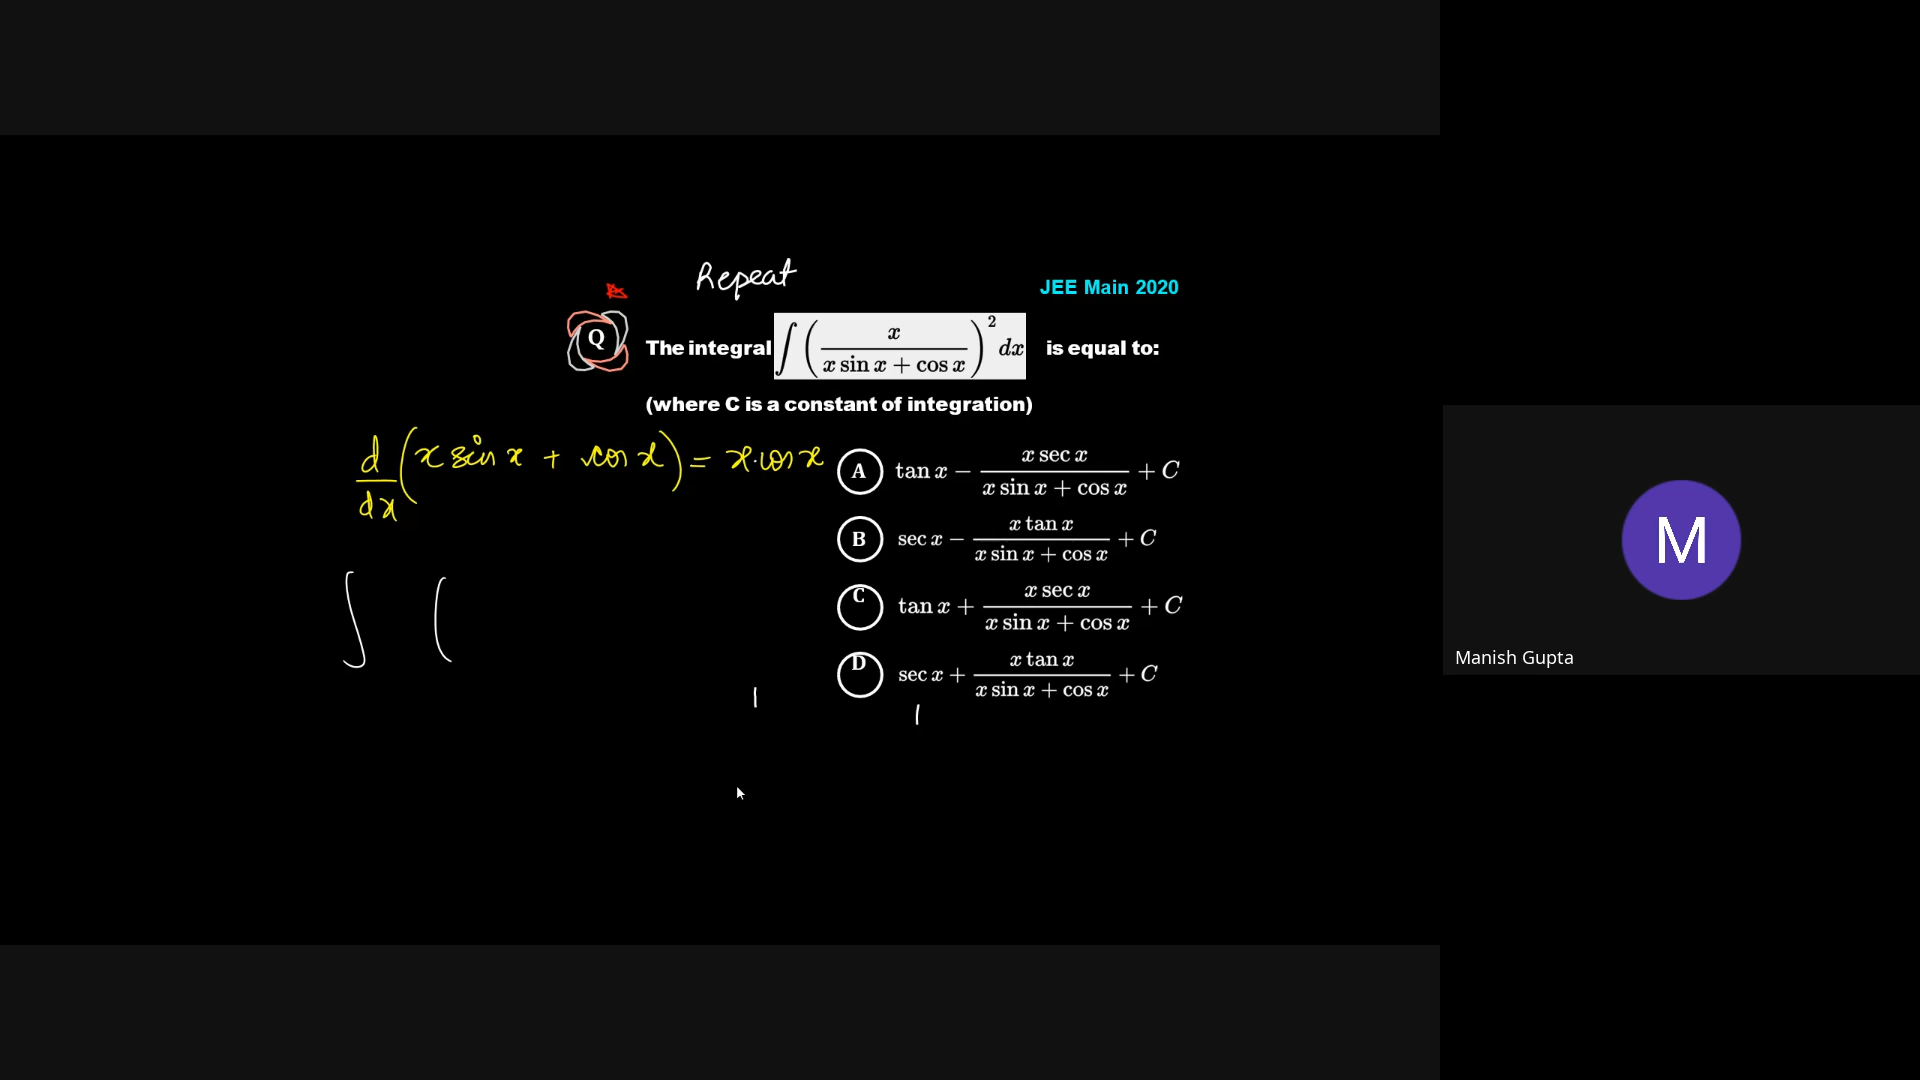 Repeat
JEE Main 2020
Q The integral ∫ (x / (x sin x + cos x))² dx is equal to:
(where C is a constant of integration)
d/dx (x sin x + cos x) = x·cos x
A tan x − (x sec x)/(x sin x + cos x) + C
B sec x − (x tan x)/(x sin x + cos x) + C
C tan x + (x sec x)/(x sin x + cos x) + C
D sec x + (x tan x)/(x sin x + cos x) + C
∫ (
M
Manish Gupta